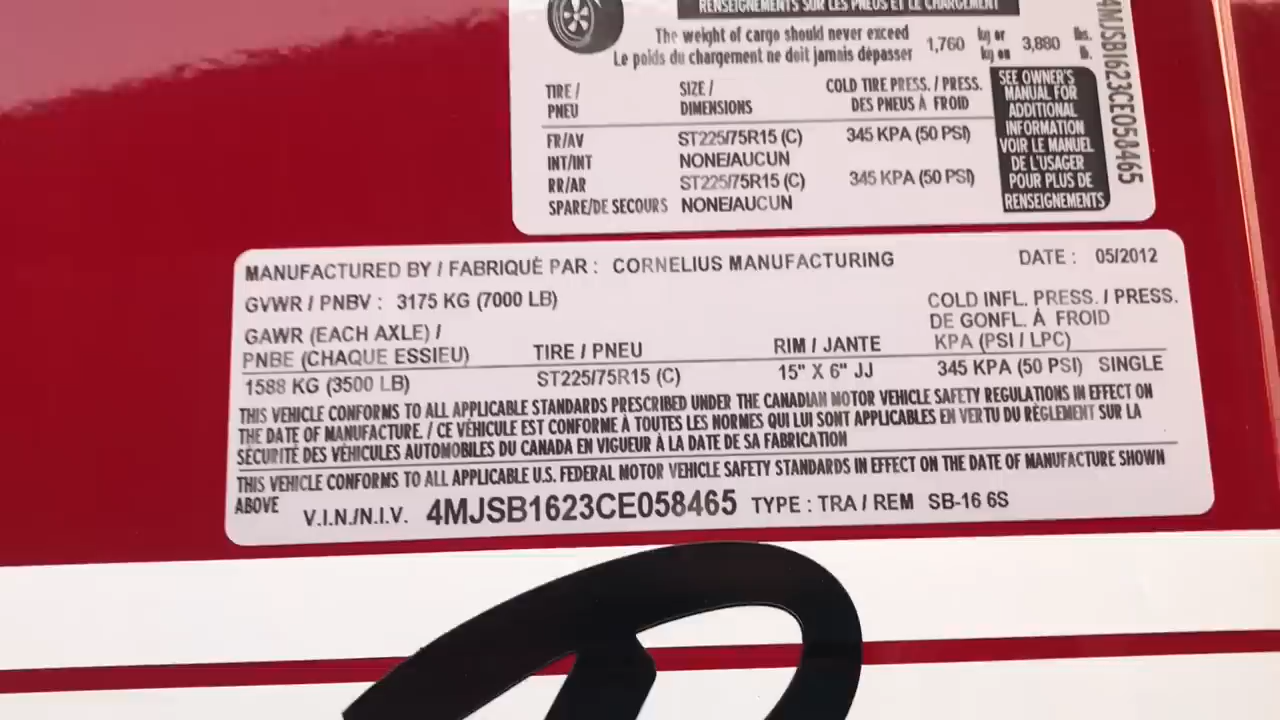 RENSEIGNEMENTS SUR LES PNEUS ET LE CHARGEMENT
The weight of cargo should never exceed kg or lbs.
Le poids du chargement ne doit jamais dépasser 1,760 kg ou 3,880 lb.
TIRE / SIZE / COLD TIRE PRESS. / PRESS.
PNEU DIMENSIONS DES PNEUS À FROID
FR/AV ST225/75R15 (C) 345 KPA (50 PSI)
INT/INT NONE/AUCUN
RR/AR ST225/75R15 (C) 345 KPA (50 PSI)
SPARE/DE SECOURS NONE/AUCUN
SEE OWNER'S
MANUAL FOR
ADDITIONAL
INFORMATION
VOIR LE MANUEL
DE L'USAGER
POUR PLUS DE
RENSEIGNEMENTS
4MJSB1623CE058465
MANUFACTURED BY / FABRIQUÉ PAR : CORNELIUS MANUFACTURING DATE : 05/2012
GVWR / PNBV : 3175 KG (7000 LB)
COLD INFL. PRESS. / PRESS.
GAWR (EACH AXLE) / DE GONFL. À FROID
PNBE (CHAQUE ESSIEU) TIRE / PNEU RIM / JANTE KPA (PSI / LPC)
1588 KG (3500 LB) ST225/75R15 (C) 15" X 6" JJ 345 KPA (50 PSI) SINGLE
THIS VEHICLE CONFORMS TO ALL APPLICABLE STANDARDS PRESCRIBED UNDER THE CANADIAN MOTOR VEHICLE SAFETY REGULATIONS IN EFFECT ON
THE DATE OF MANUFACTURE. / CE VÉHICULE EST CONFORME À TOUTES LES NORMES QUI LUI SONT APPLICABLES EN VERTU DU RÈGLEMENT SUR LA
SÉCURITÉ DES VÉHICULES AUTOMOBILES DU CANADA EN VIGUEUR À LA DATE DE SA FABRICATION
THIS VEHICLE CONFORMS TO ALL APPLICABLE U.S. FEDERAL MOTOR VEHICLE SAFETY STANDARDS IN EFFECT ON THE DATE OF MANUFACTURE SHOWN
ABOVE
V.I.N./N.I.V. 4MJSB1623CE058465 TYPE : TRA / REM SB-16 6S